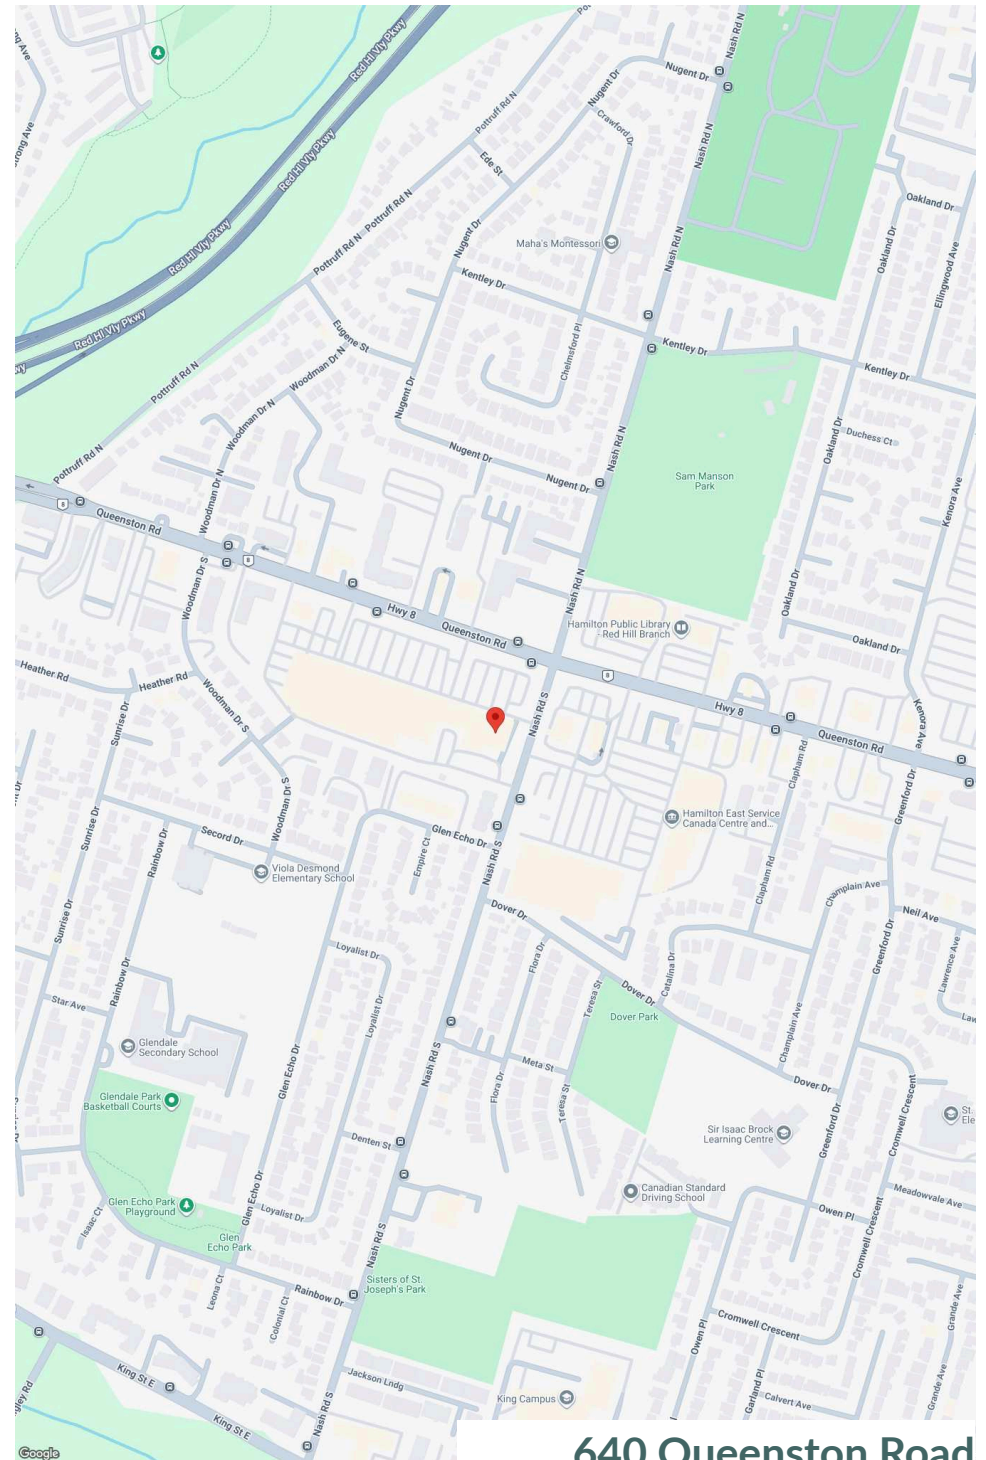 Red Hl Vly Pkwy
Nash Rd N
Nugent Dr
Nugent Dr
Pottruff Rd N
Crawford Dr
Nash Rd N
Red Hl Vly Pkwy
Ede St
Oakland Dr
Pottruff Rd N
Nugent Dr
Maha's Montessori
Nash Rd N
Oakland Dr
Ellingwood Ave
Red Hl Vly Pkwy
Pottruff Rd N
Kentley Dr
Red Hl Vly Pkwy
Eugene St
Chelmsford Pl
Kentley Dr
Kentley Dr
Pottruff Rd N
Woodman Dr N
Nugent Dr
Woodman Dr N
Oakland Dr
Duchess Ct
Nugent Dr
Nash Rd N
Pottruff Rd N
Nugent Dr
Sam Manson
Park
Kenora Ave
8
Woodman Dr N
Queenston Rd
8
Woodman Dr S
Nash Rd N
Oakland Dr
Hwy 8
Queenston Rd
Hamilton Public Library
- Red Hill Branch
Oakland Dr
Heather Rd
Heather Rd
8
Woodman Dr S
Nash Rd S
Hwy 8
Kenora Ave
Sunrise Dr
Queenston Rd
Clapham Rd
Greenford Dr
Woodman Dr S
Sunrise Dr
Secord Dr
Rainbow Dr
Glen Echo Dr
Empire Ct
Hamilton East Service
Canada Centre and...
Viola Desmond
Elementary School
Nash Rd S
Clapham Rd
Champlain Ave
Sunrise Dr
Dover Dr
Neil Ave
Greenford Dr
Loyalist Dr
Flora Dr
Lawrence Ave
Rainbow Dr
Teresa St
Catalina Dr
Dover Dr
Star Ave
Loyalist Dr
Dover Park
Champlain Ave
Glendale
Secondary School
Nash Rd S
Glen Echo Dr
Meta St
Flora Dr
Teresa St
Dover Dr
Glendale Park
Basketball Courts
Greenford Dr
Cromwell Crescent
St.
Ele
Denten St
Sir Isaac Brock
Learning Centre
Glen Echo Dr
Canadian Standard
Driving School
Meadowvale Ave
Glen Echo Park
Playground
Loyalist Dr
Isaac Ct
Owen Pl
Glen
Echo Park
Nash Rd S
Cromwell Crescent
Leona Ct
Rainbow Dr
Sisters of St.
Joseph's Park
Colonial Ct
Owen Pl
Cromwell Crescent
Grande Ave
King St E
Jackson Lndg
Garland Pl
Calvert Ave
Grande Ave
King Campus
King St E
Nash Rd S
Google
640 Queenston Road